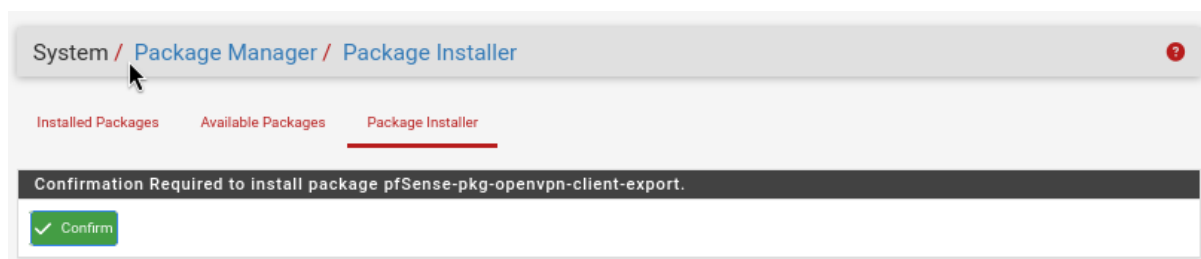 System / Package Manager / Package Installer ?
Installed Packages Available Packages Package Installer
Confirmation Required to install package pfSense-pkg-openvpn-client-export.
Confirm